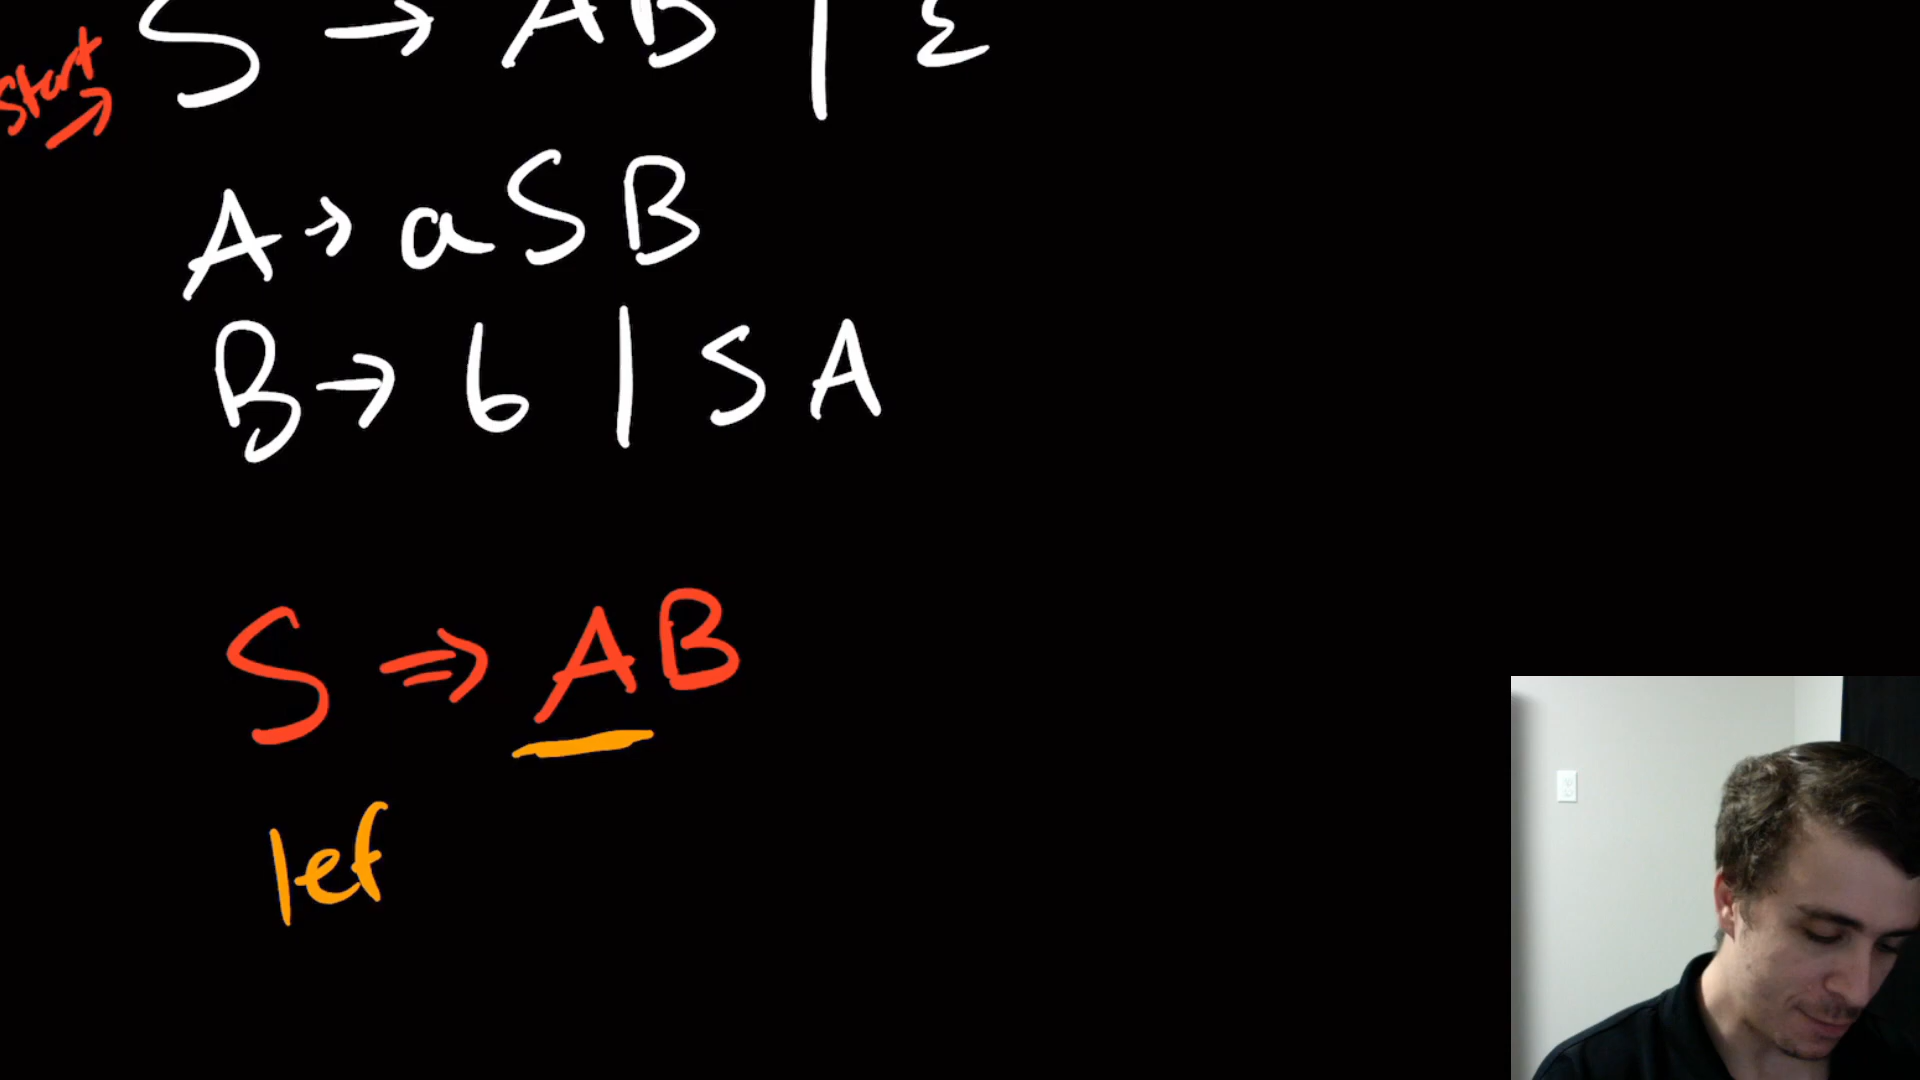 Start → S → AB | ε
A → aSB
B → b | SA
S ⇒ AB
lef